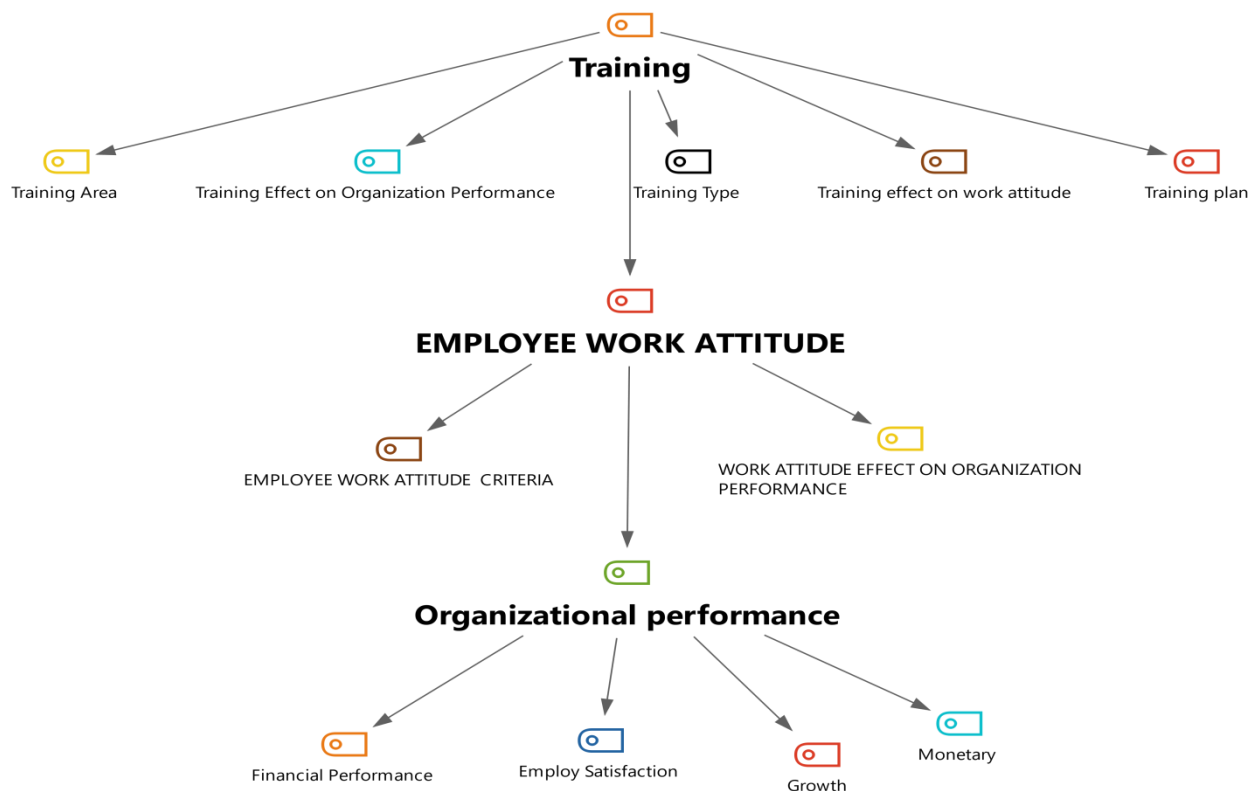 Training
Training Area
Training Effect on Organization Performance
Training Type
Training effect on work attitude
Training plan
EMPLOYEE WORK ATTITUDE
EMPLOYEE WORK ATTITUDE  CRITERIA
WORK ATTITUDE EFFECT ON ORGANIZATION
PERFORMANCE
Organizational performance
Financial Performance
Employ Satisfaction
Growth
Monetary